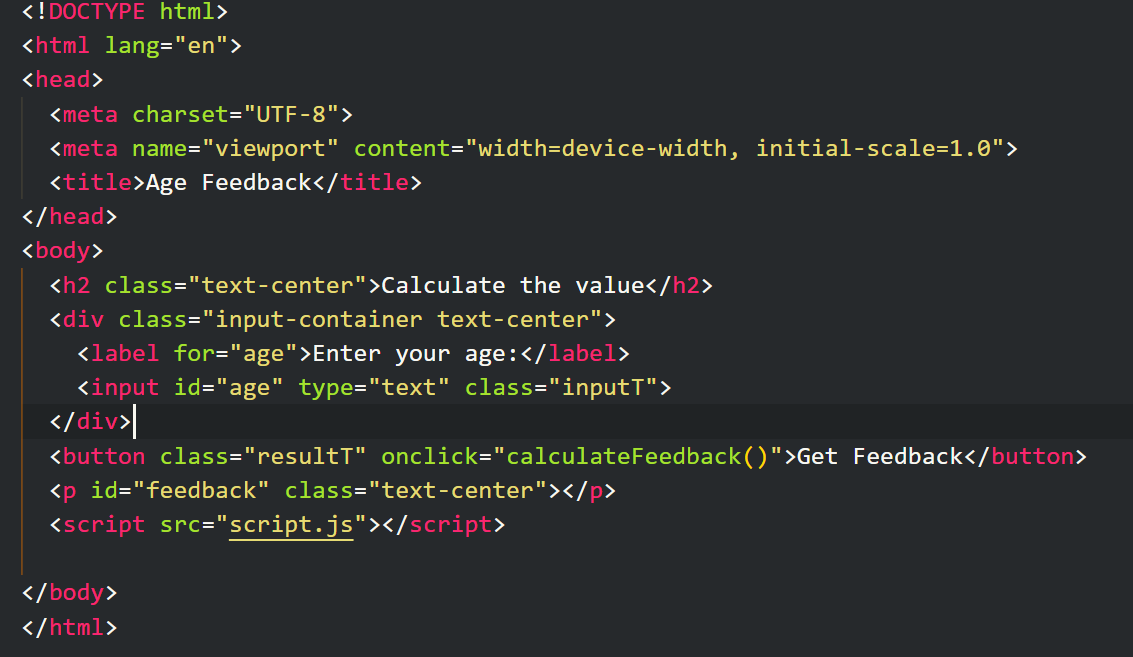 <!DOCTYPE html>
<html lang="en">
<head>
  <meta charset="UTF-8">
  <meta name="viewport" content="width=device-width, initial-scale=1.0">
  <title>Age Feedback</title>
</head>
<body>
  <h2 class="text-center">Calculate the value</h2>
  <div class="input-container text-center">
    <label for="age">Enter your age:</label>
    <input id="age" type="text" class="inputT">
  </div>
  <button class="resultT" onclick="calculateFeedback()">Get Feedback</button>
  <p id="feedback" class="text-center"></p>
  <script src="script.js"></script>
</body>
</html>